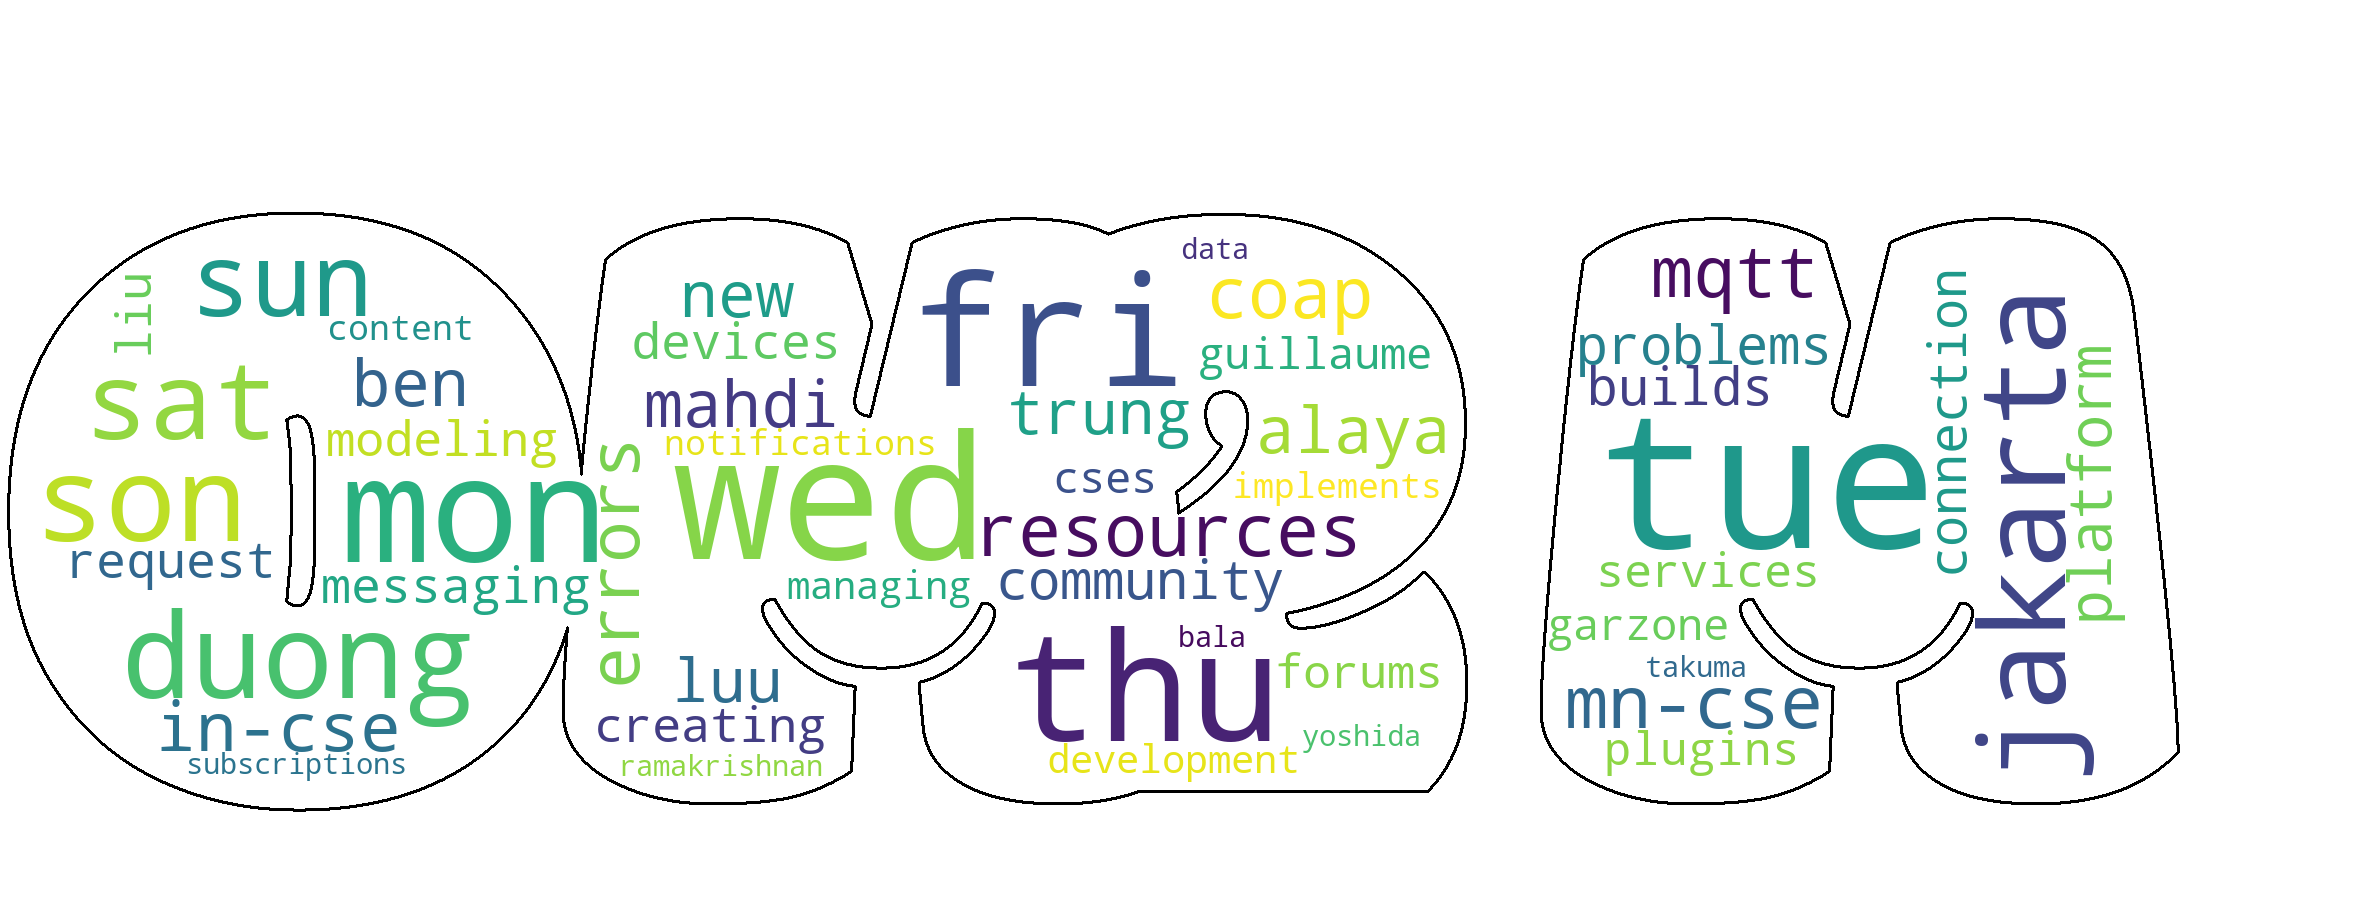 sun
liu
content
sat
ben
modeling
son
mon
request
messaging
duong
in-cse
subscriptions
new
devices
mahdi
notifications
errors
wed
managing
luu
creating
ramakrishnan
fri
data
coap
guillaume
trung
alaya
cses
implements
resources
community
thu
bala
forums
yoshida
development
mqtt
problems
builds
tue
connection
jakarta
platform
services
garzone
takuma
mn-cse
plugins